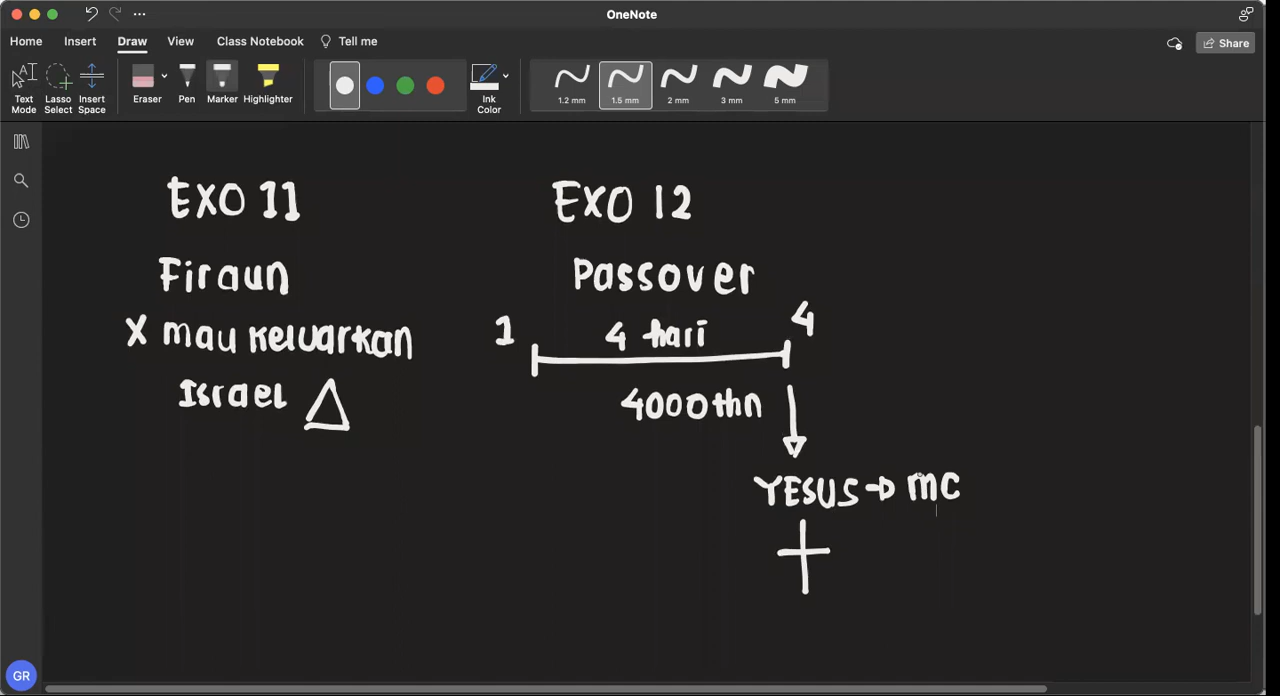 OneNote
Home Insert Draw View Class Notebook Tell me Share
Text Mode
Lasso Select
Insert Space
Eraser
Pen
Marker
Highlighter
Ink Color
1.2 mm
1.5 mm
2 mm
3 mm
5 mm
EXO 11
Firaun
X mau keluarkan
Israel
EXO 12
Passover
1 4 hari 4
4000thn
YESUS → mc
GR